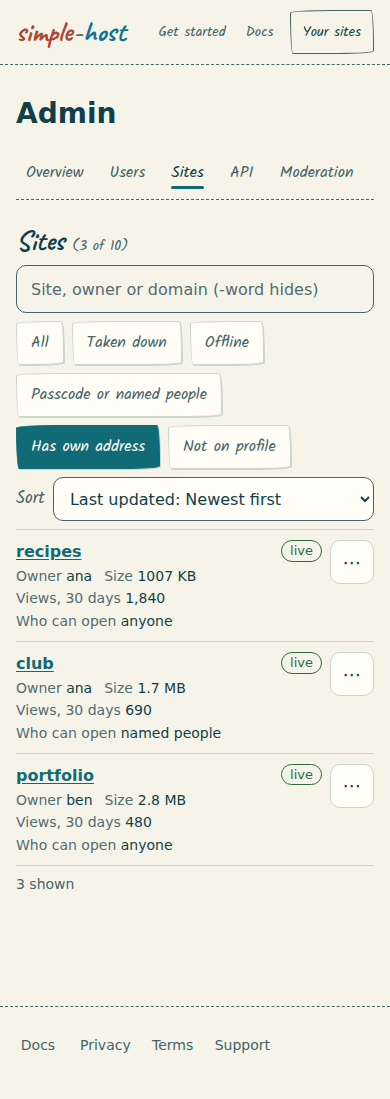 simple-host Get started Docs Your sites
Admin
Overview Users Sites API Moderation
Sites (3 of 10)
Site, owner or domain (-word hides)
All Taken down Offline
Passcode or named people
Has own address Not on profile
Sort Last updated: Newest first
recipes live ...
Owner ana Size 1007 KB
Views, 30 days 1,840
Who can open anyone
club live ...
Owner ana Size 1.7 MB
Views, 30 days 690
Who can open named people
portfolio live ...
Owner ben Size 2.8 MB
Views, 30 days 480
Who can open anyone
3 shown
Docs Privacy Terms Support